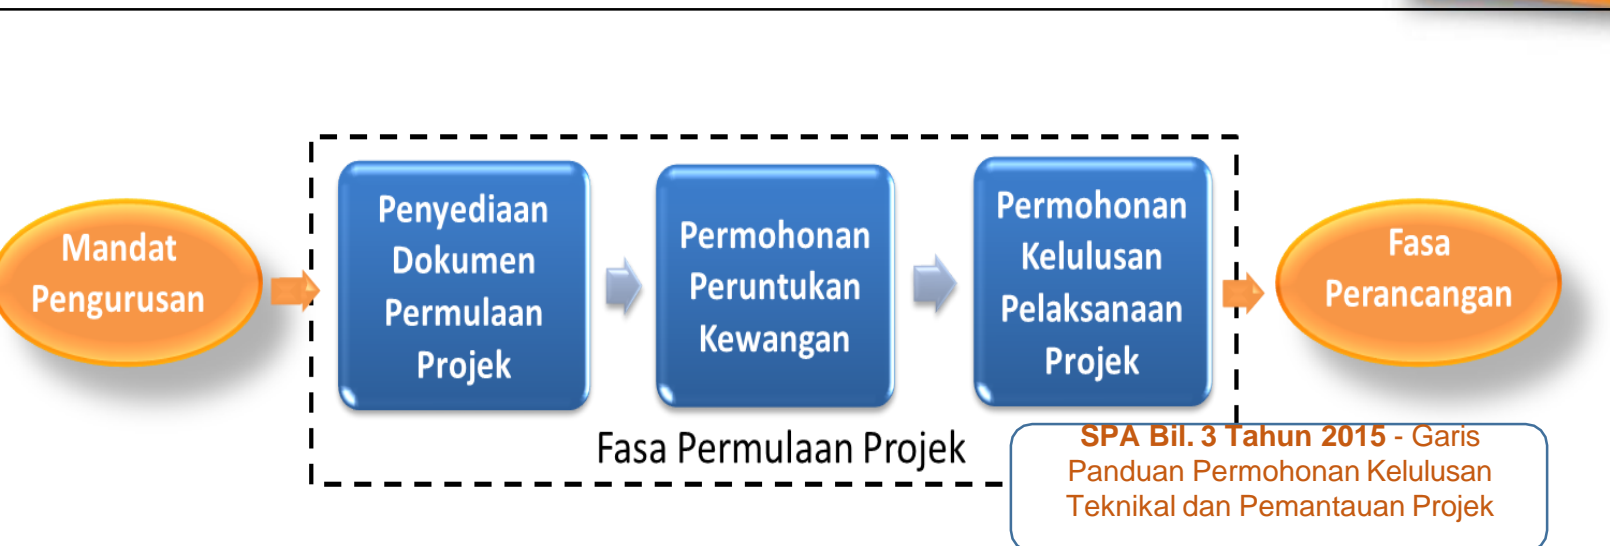 Mandat
Pengurusan
Penyediaan
Dokumen
Permulaan
Projek
Permohonan
Peruntukan
Kewangan
Permohonan
Kelulusan
Pelaksanaan
Projek
Fasa
Perancangan
Fasa Permulaan Projek
SPA Bil. 3 Tahun 2015 - Garis
Panduan Permohonan Kelulusan
Teknikal dan Pemantauan Projek